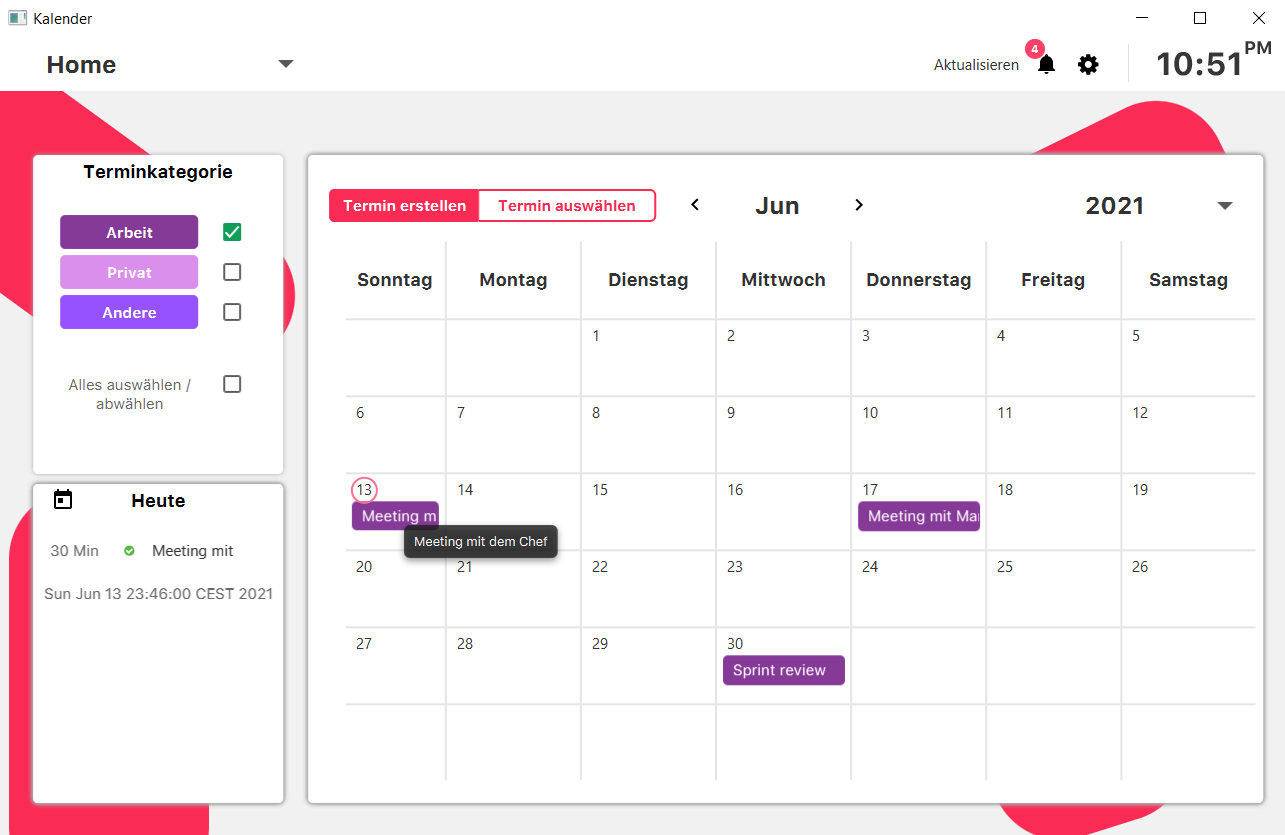 Kalender
Home
Aktualisieren
4
10:51 PM
Terminkategorie
Arbeit
Privat
Andere
Alles auswählen /
abwählen
Heute
30 Min Meeting mit
Sun Jun 13 23:46:00 CEST 2021
Termin erstellen Termin auswählen Jun 2021
Sonntag Montag Dienstag Mittwoch Donnerstag Freitag Samstag
1 2 3 4 5
6 7 8 9 10 11 12
13 14 15 16 17 18 19
Meeting m Meeting mit Ma
Meeting mit dem Chef
20 21 22 23 24 25 26
27 28 29 30
Sprint review